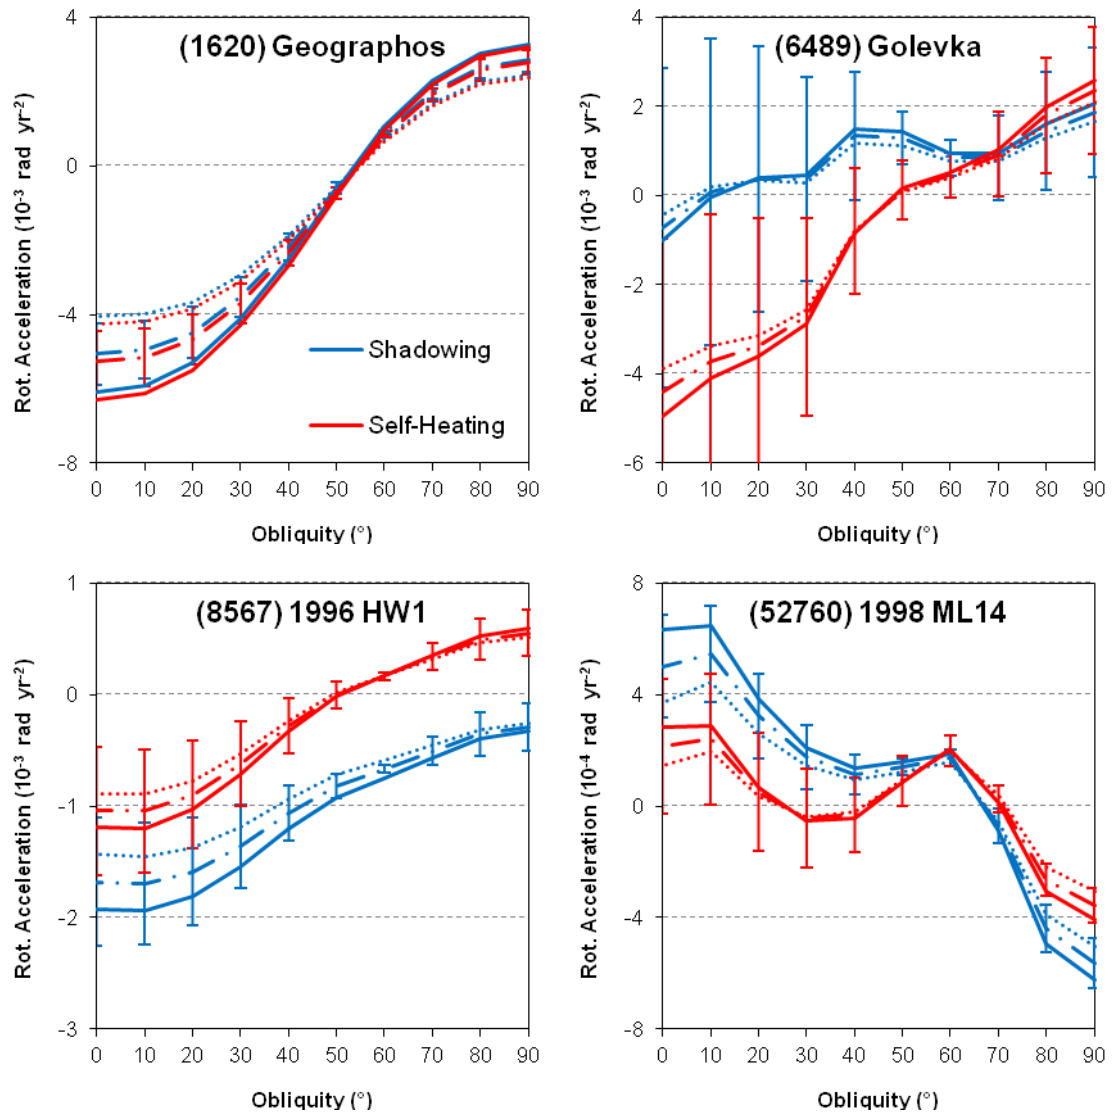 (1620) Geographos
Rot. Acceleration (10⁻³ rad yr⁻²)
4
0
-4
-8
Shadowing
Self-Heating
0 10 20 30 40 50 60 70 80 90
Obliquity (°)
(6489) Golevka
Rot. Acceleration (10⁻³ rad yr⁻²)
4
2
0
-2
-4
-6
0 10 20 30 40 50 60 70 80 90
Obliquity (°)
(8567) 1996 HW1
Rot. Acceleration (10⁻³ rad yr⁻²)
1
0
-1
-2
-3
0 10 20 30 40 50 60 70 80 90
Obliquity (°)
(52760) 1998 ML14
Rot. Acceleration (10⁻⁴ rad yr⁻²)
8
4
0
-4
-8
0 10 20 30 40 50 60 70 80 90
Obliquity (°)